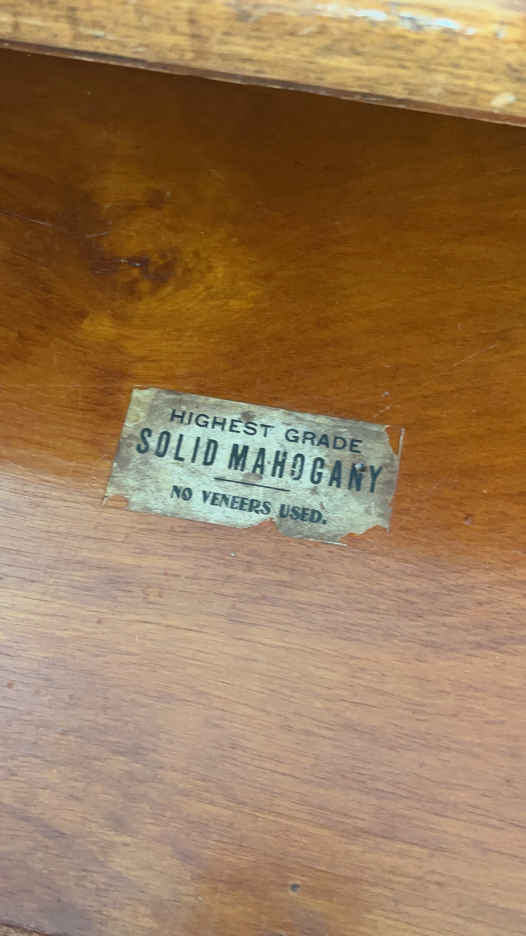 HIGHEST GRADE
SOLID MAHOGANY
NO VENEERS USED.